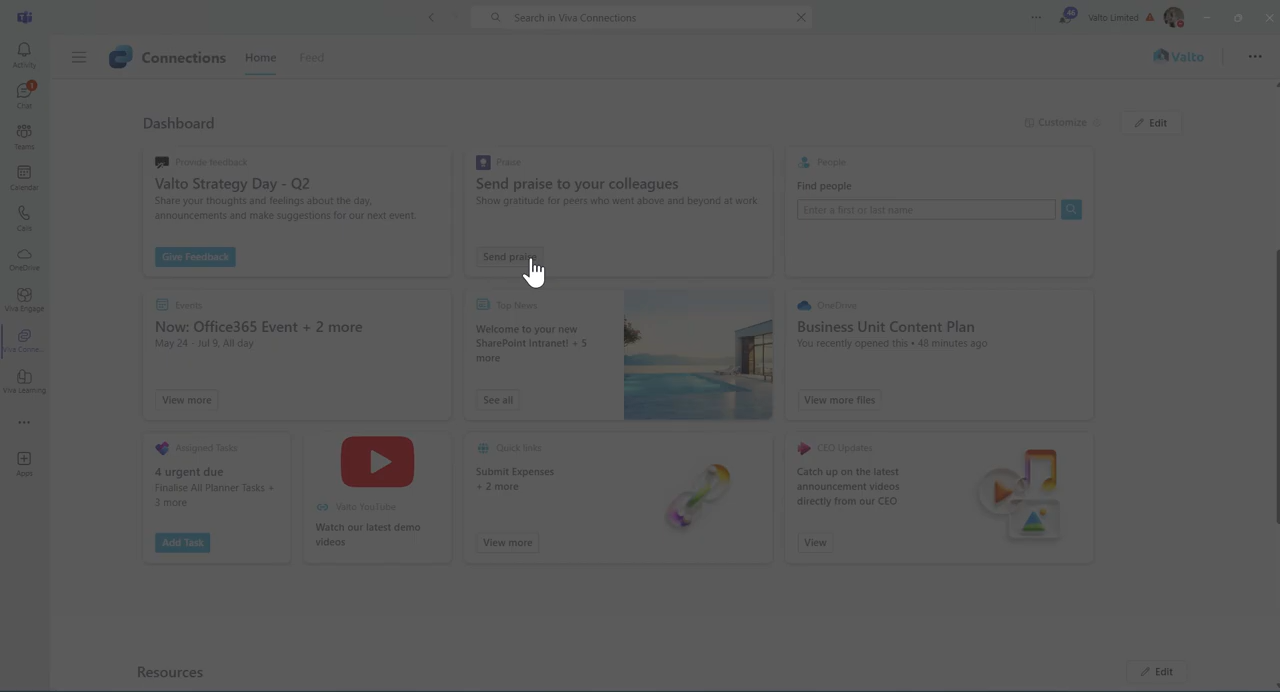 Search in Viva Connections
46
Valto Limited
Activity
1
Chat
Teams
Calendar
Calls
OneDrive
Viva Engage
Viva Conne...
Viva Learning
Apps
Connections
Home
Feed
Valto
Dashboard
Customize
Edit
Provide feedback
Valto Strategy Day - Q2
Share your thoughts and feelings about the day,
announcements and make suggestions for our next event.
Give Feedback
Praise
Send praise to your colleagues
Show gratitude for peers who went above and beyond at work
Send praise
People
Find people
Enter a first or last name
Events
Now: Office365 Event + 2 more
May 24 - Jul 9, All day
View more
Top News
Welcome to your new
SharePoint Intranet! + 5
more
See all
OneDrive
Business Unit Content Plan
You recently opened this • 48 minutes ago
View more files
Assigned Tasks
4 urgent due
Finalise All Planner Tasks +
3 more
Add Task
Valto YouTube
Watch our latest demo
videos
Quick links
Submit Expenses
+ 2 more
View more
CEO Updates
Catch up on the latest
announcement videos
directly from our CEO
View
Resources
Edit